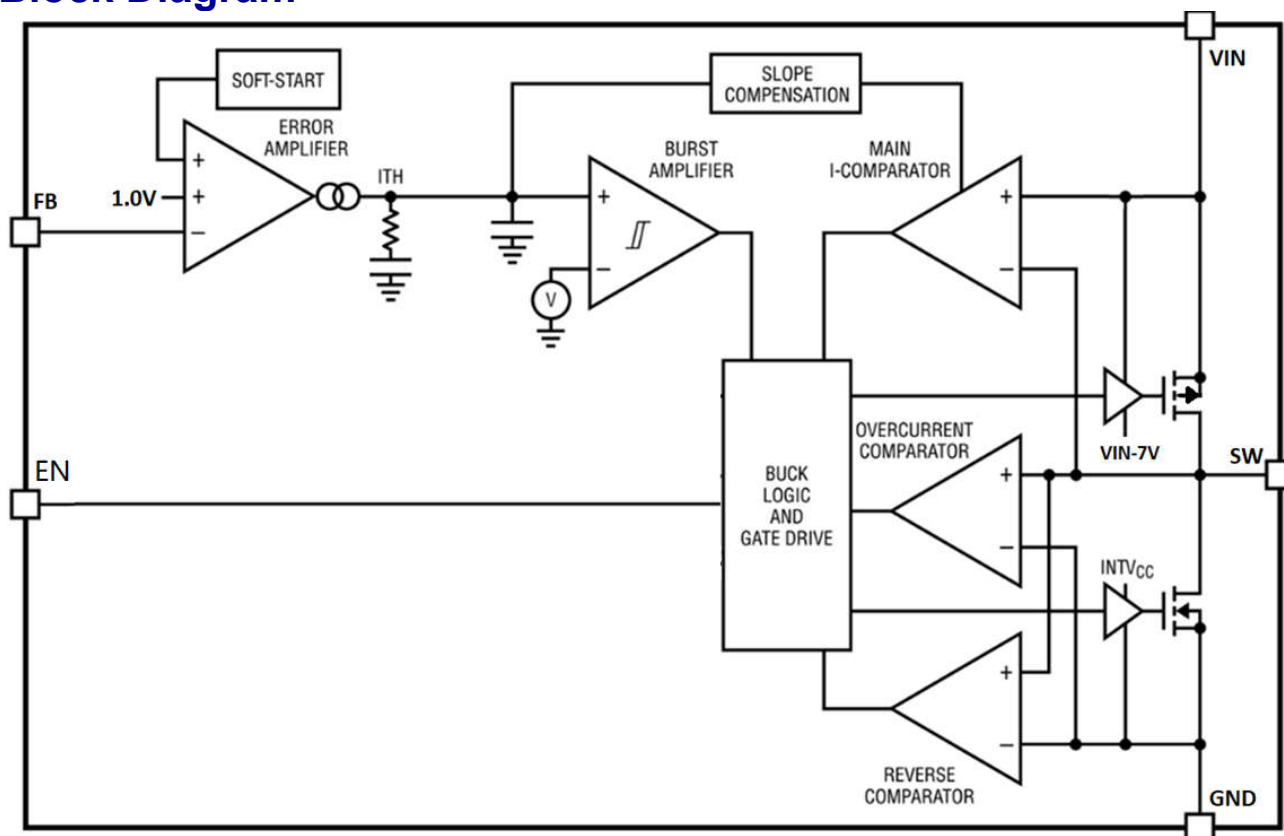 Block Diagram
VIN
SOFT-START
SLOPE
COMPENSATION
ERROR
AMPLIFIER
BURST
AMPLIFIER
MAIN
I-COMPARATOR
ITH
FB
1.0V
+
+
−
+
−
V
+
−
VIN-7V
OVERCURRENT
COMPARATOR
SW
EN
BUCK
LOGIC
AND
GATE DRIVE
+
−
INTVCC
+
−
REVERSE
COMPARATOR
GND